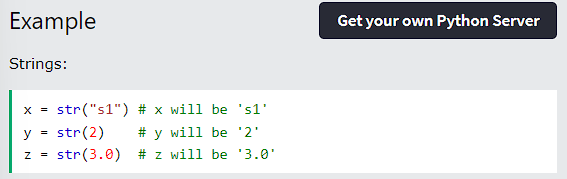 Example
Get your own Python Server
Strings:
x = str("s1") # x will be 's1'
y = str(2)    # y will be '2'
z = str(3.0)  # z will be '3.0'